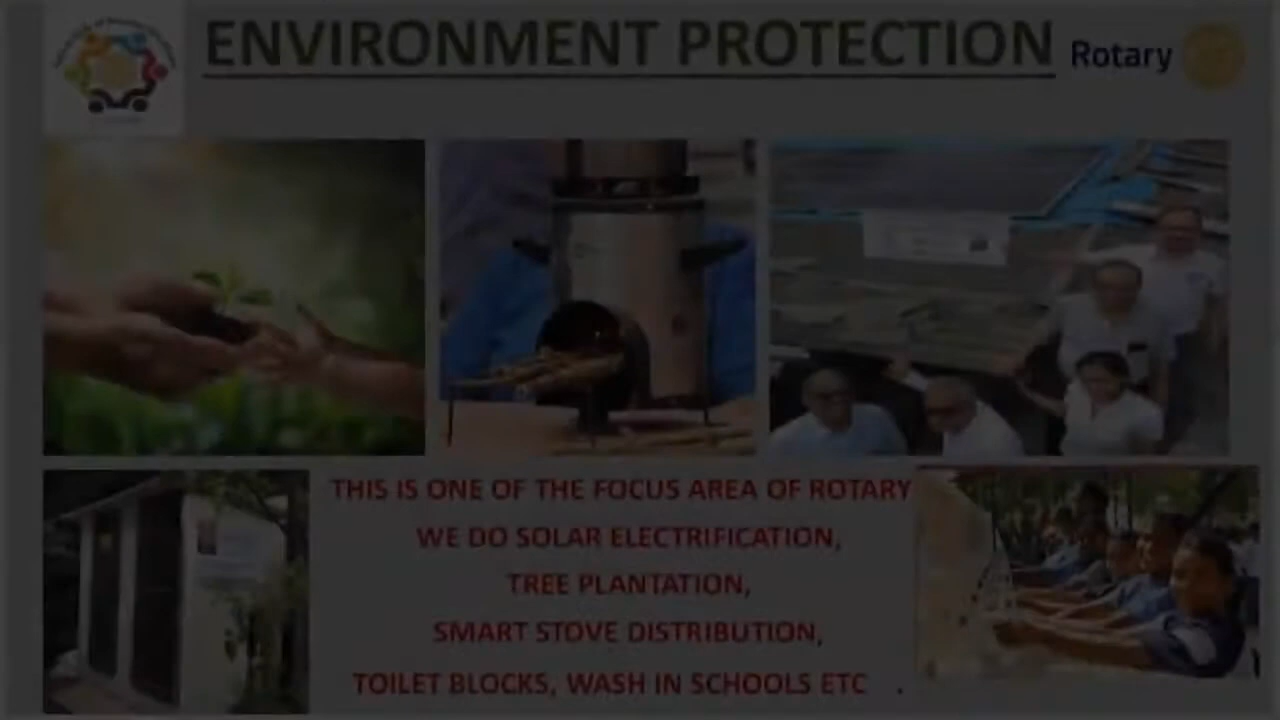 ENVIRONMENT PROTECTION
Rotary
THIS IS ONE OF THE FOCUS AREA OF ROTARY
WE DO SOLAR ELECTRIFICATION,
TREE PLANTATION,
SMART STOVE DISTRIBUTION,
TOILET BLOCKS, WASH IN SCHOOLS ETC .